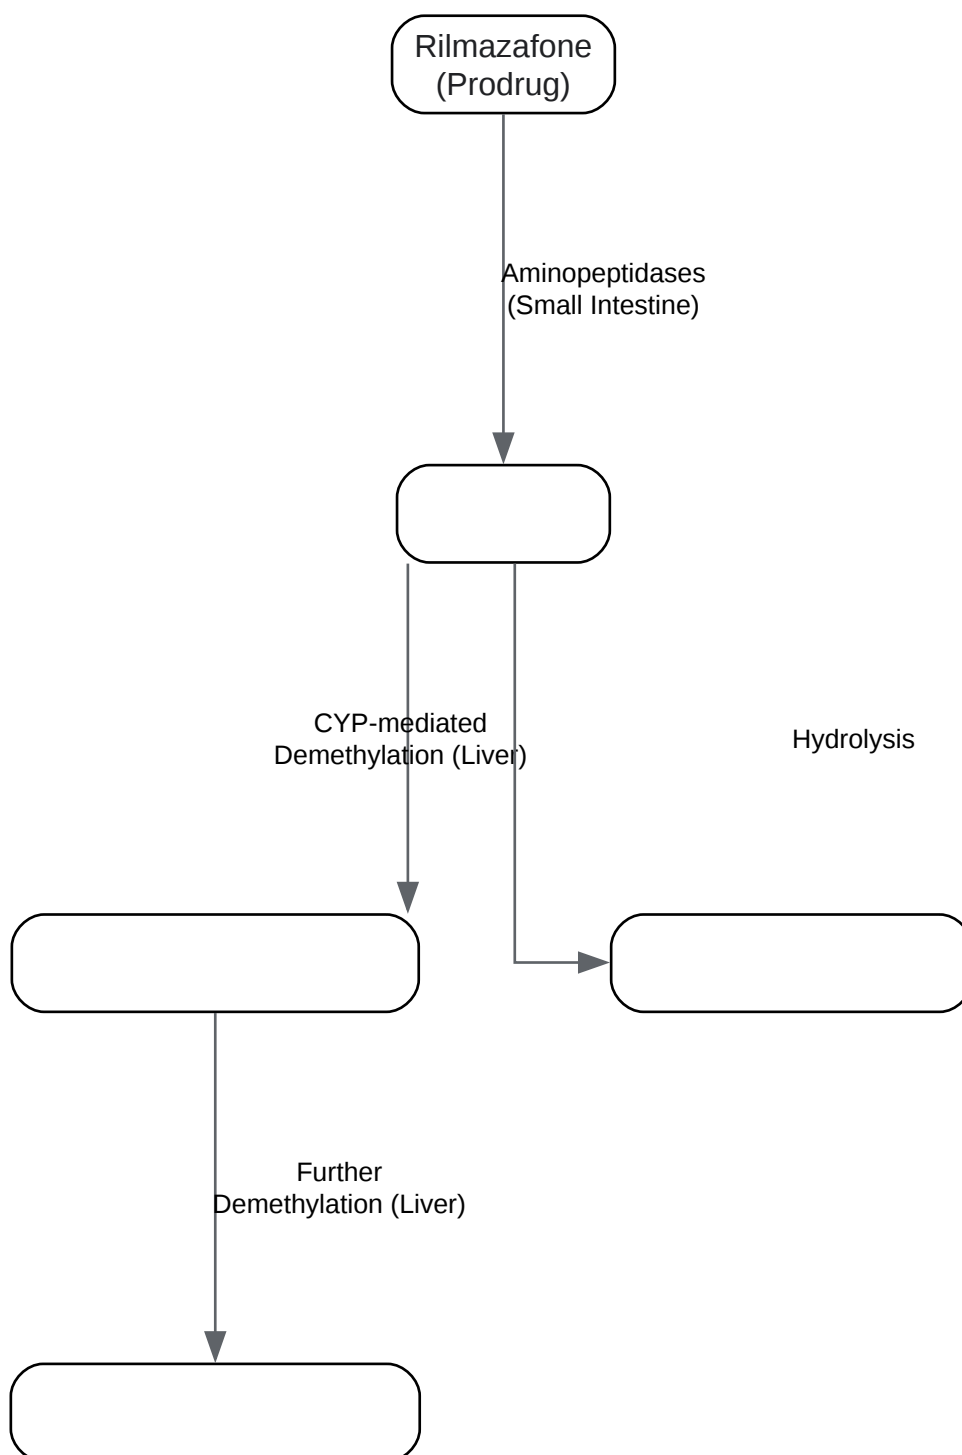 Rilmazafone
(Prodrug)
Aminopeptidases
(Small Intestine)
CYP-mediated
Demethylation (Liver)
Hydrolysis
Further
Demethylation (Liver)